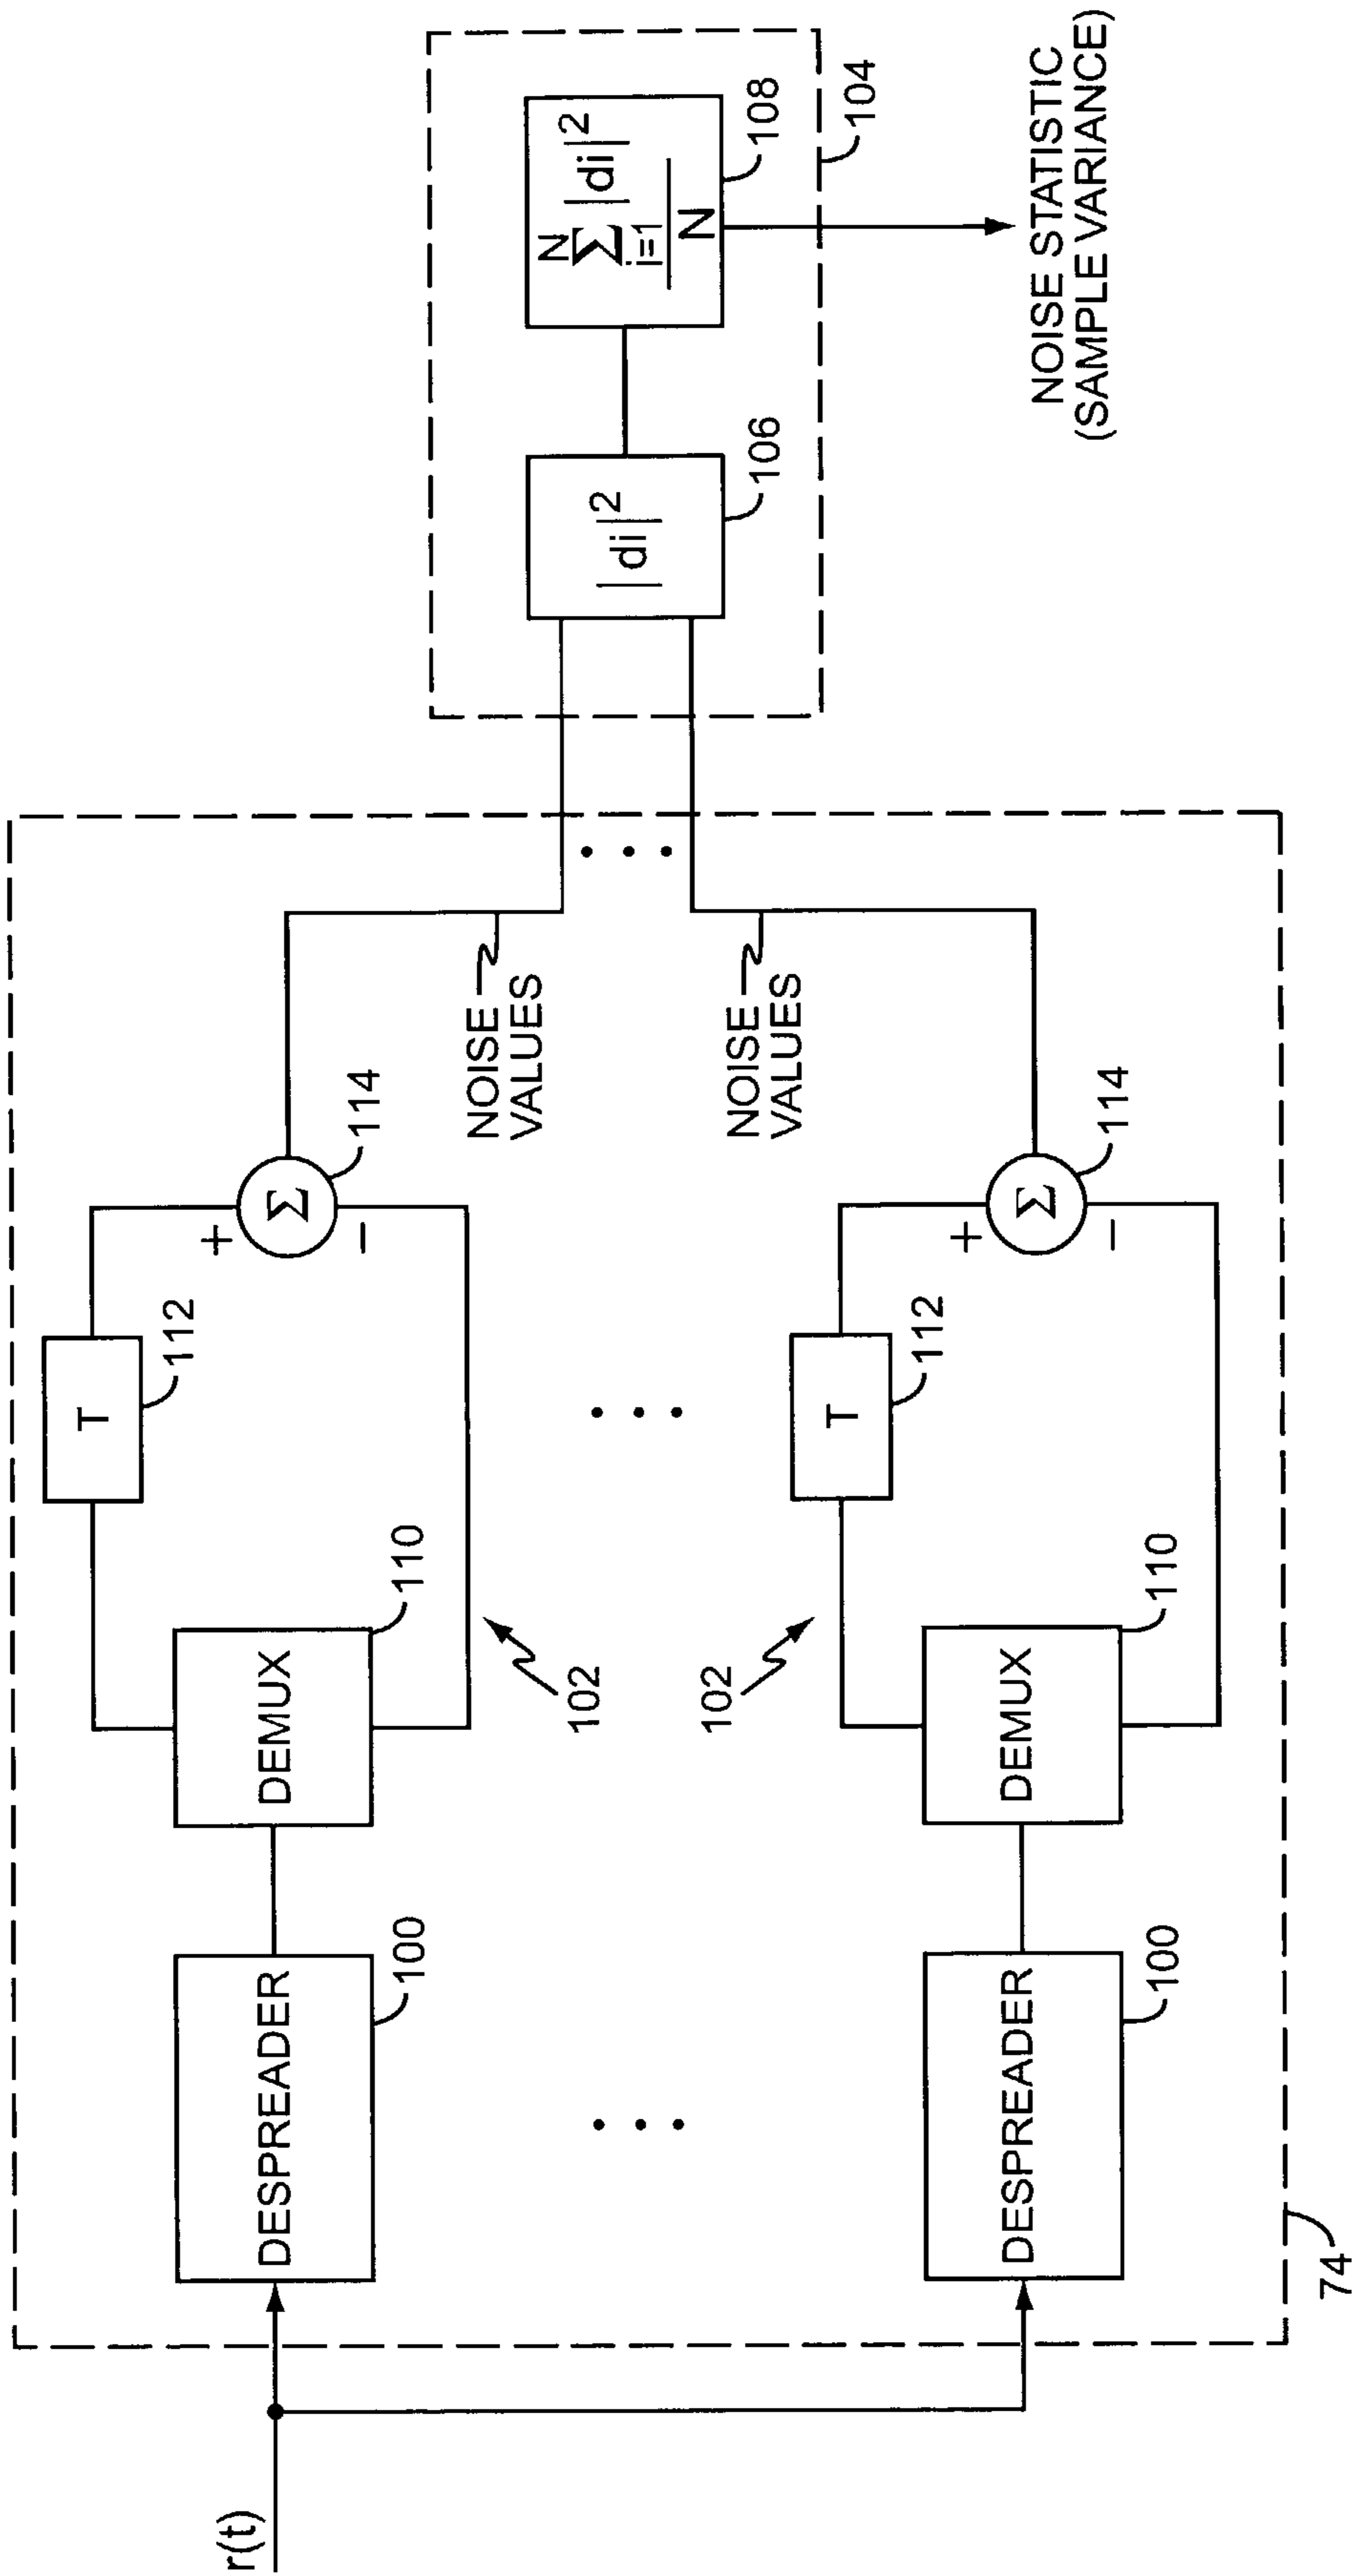 r(t)
DESPREADER
100
DEMUX
110
102
T
112
+
−
Σ
114
NOISE
VALUES
DESPREADER
100
DEMUX
110
102
T
112
+
−
Σ
114
NOISE
VALUES
74
|di|²
106
N
Σ |di|²
i=1
N
108
104
NOISE STATISTIC
(SAMPLE VARIANCE)